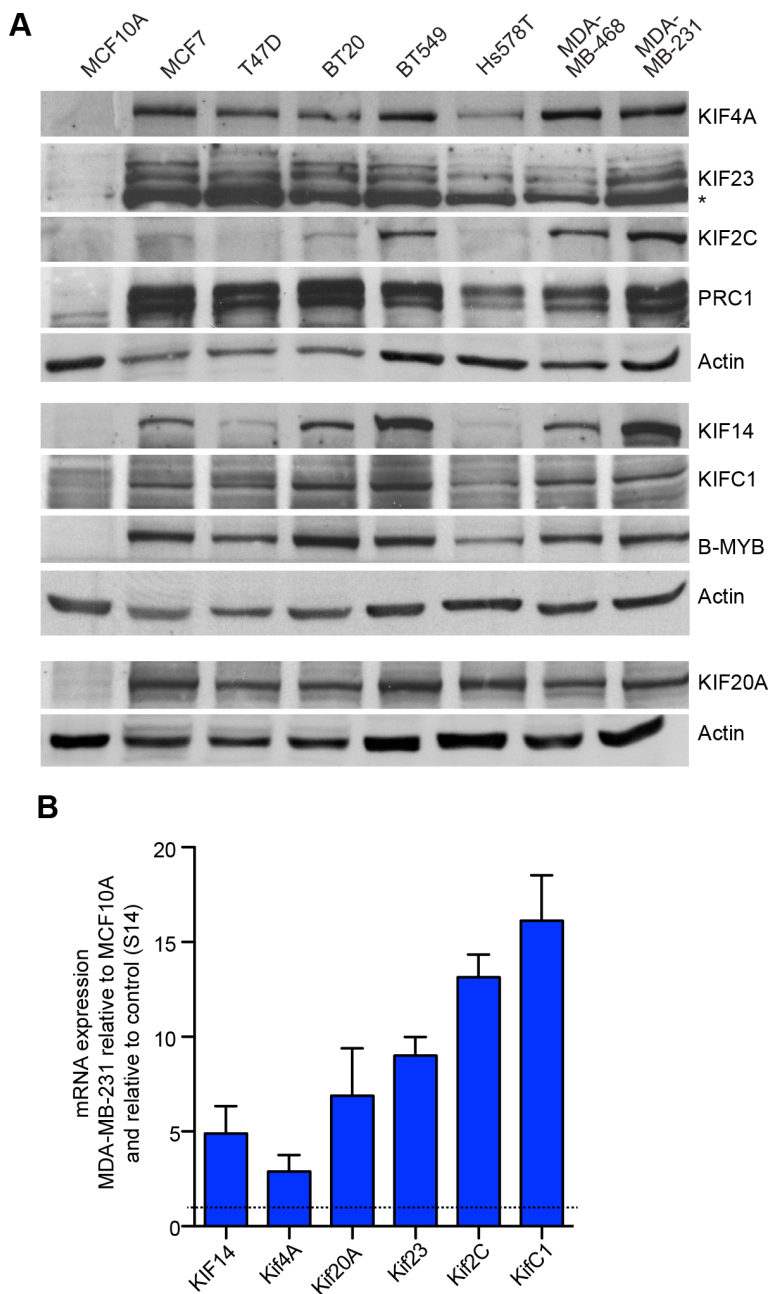 A
MCF10A
MCF7
T47D
BT20
BT549
Hs578T
MDA-
MB-468
MDA-
MB-231
KIF4A
KIF23
*
KIF2C
PRC1
Actin
KIF14
KIFC1
B-MYB
Actin
KIF20A
Actin
B
mRNA expression
MDA-MB-231 relative to MCF10A
and relative to control (S14)
20
15
10
5
0
KIF14
Kif4A
Kif20A
Kif23
Kif2C
KifC1